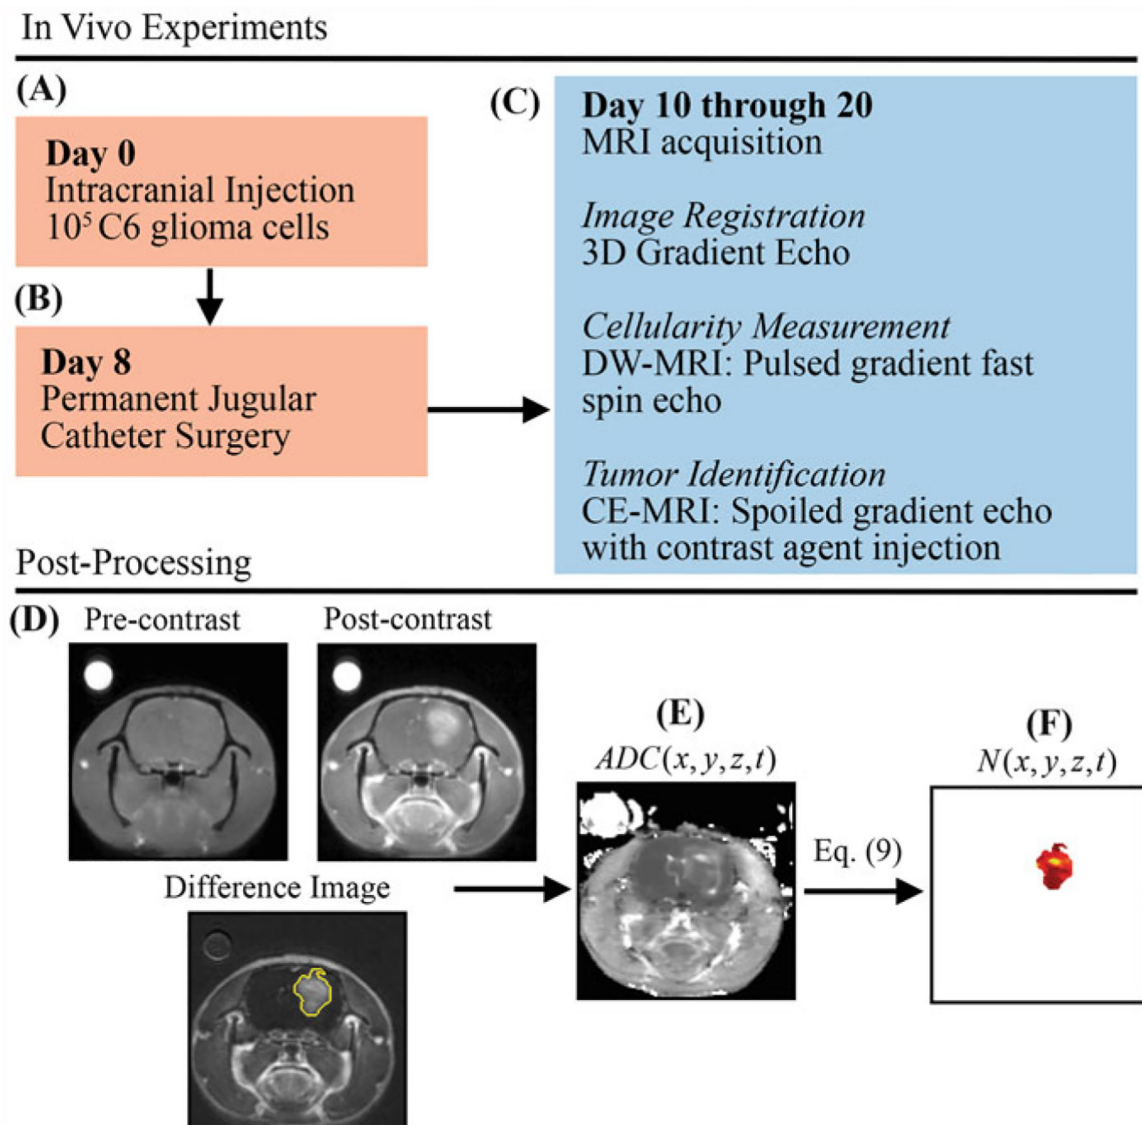 In Vivo Experiments
(A)
Day 0
Intracranial Injection
10⁵ C6 glioma cells
(B)
Day 8
Permanent Jugular
Catheter Surgery
(C)
Day 10 through 20
MRI acquisition
Image Registration
3D Gradient Echo
Cellularity Measurement
DW-MRI: Pulsed gradient fast
spin echo
Tumor Identification
CE-MRI: Spoiled gradient echo
with contrast agent injection
Post-Processing
(D)
Pre-contrast
Post-contrast
Difference Image
(E)
ADC(x,y,z,t)
Eq. (9)
(F)
N(x,y,z,t)